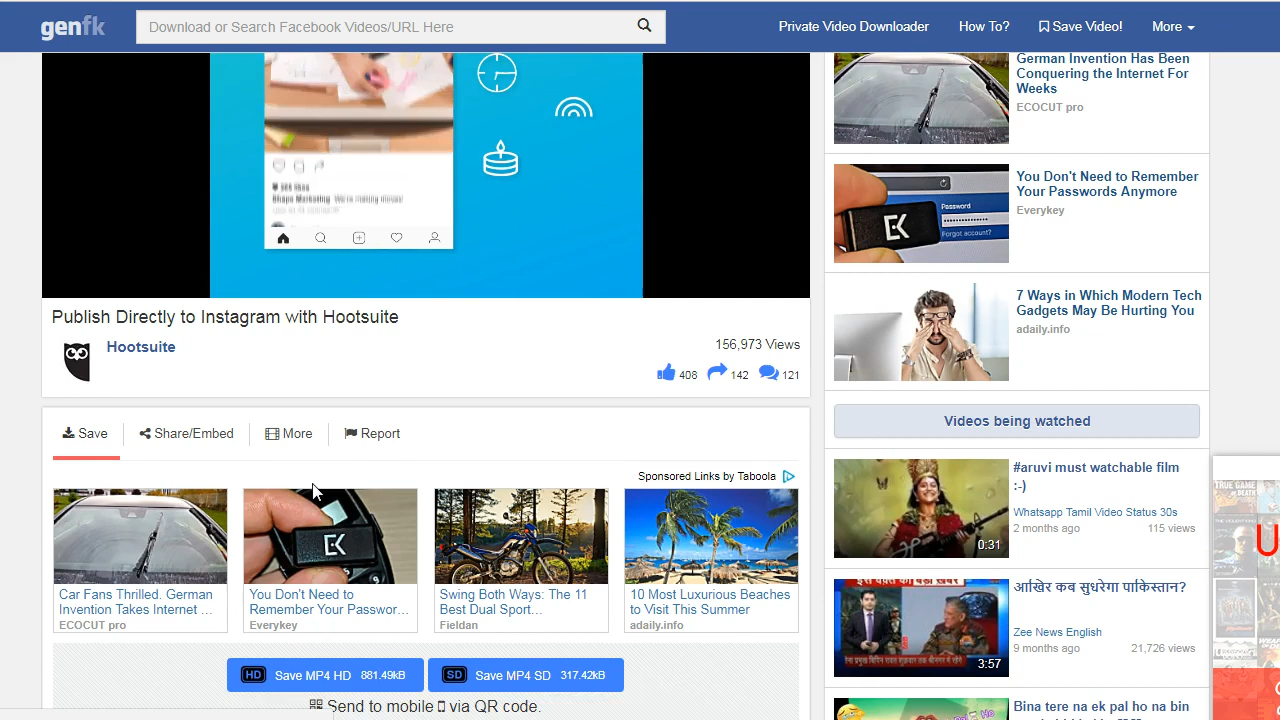 genfk
Download or Search Facebook Videos/URL Here
Private Video Downloader
How To?
Save Video!
More
German Invention Has Been
Conquering the Internet For
Weeks
ECOCUT pro
You Don't Need to Remember
Your Passwords Anymore
Everykey
Password
Forgot account?
7 Ways in Which Modern Tech
Gadgets May Be Hurting You
adaily.info
Publish Directly to Instagram with Hootsuite
Hootsuite
156,973 Views
408
142
121
Save
Share/Embed
More
Report
Sponsored Links by Taboola
Car Fans Thrilled: German
Invention Takes Internet ...
ECOCUT pro
You Don't Need to
Remember Your Passwor...
Everykey
Swing Both Ways: The 11
Best Dual Sport...
Fieldan
10 Most Luxurious Beaches
to Visit This Summer
adaily.info
HD Save MP4 HD 881.49kB
SD Save MP4 SD 317.42kB
Send to mobile via QR code.
Videos being watched
#aruvi must watchable film
:-)
Whatsapp Tamil Video Status 30s
2 months ago 115 views
0:31
आखिर कब सुधरेगा पाकिस्तान?
Zee News English
9 months ago 21,726 views
3:57
Bina tere na ek pal ho na bin